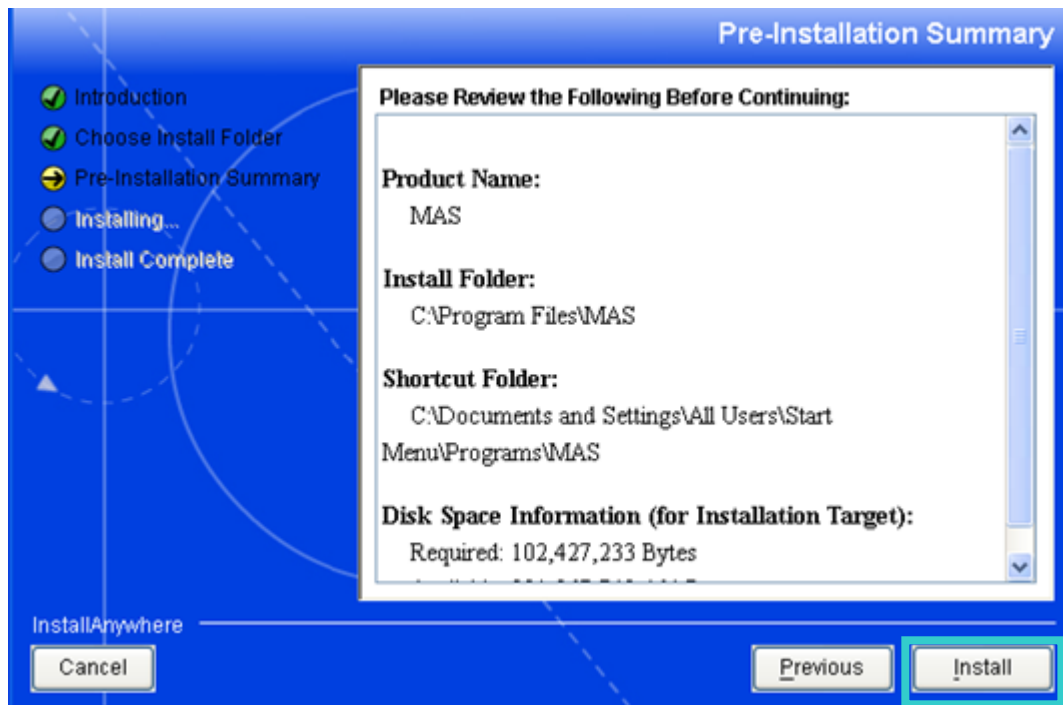 Pre-Installation Summary
Introduction
Choose Install Folder
Pre-Installation Summary
Installing...
Install Complete
Please Review the Following Before Continuing:
Product Name:
MAS
Install Folder:
C:\Program Files\MAS
Shortcut Folder:
C:\Documents and Settings\All Users\Start
Menu\Programs\MAS
Disk Space Information (for Installation Target):
Required: 102,427,233 Bytes
InstallAnywhere
Cancel
Previous
Install